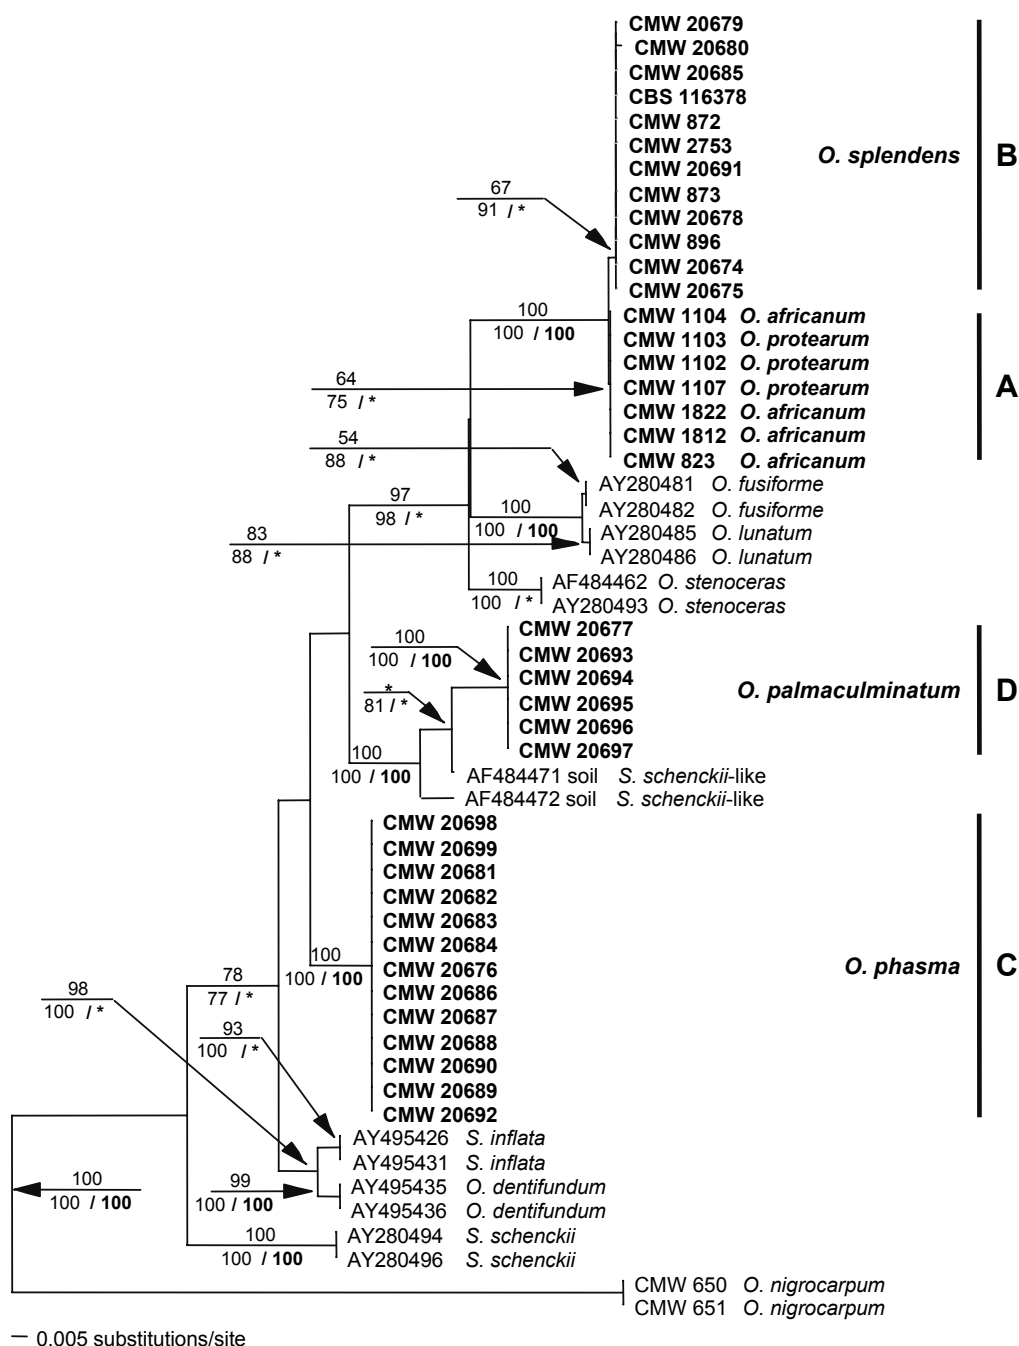 CMW 20679
CMW 20680
CMW 20685
CBS 116378
CMW 872
CMW 2753
O. splendens B
CMW 20691
67
91 / *
CMW 873
CMW 20678
CMW 896
CMW 20674
CMW 20675
100
100 / 100
CMW 1104 O. africanum
CMW 1103 O. protearum
CMW 1102 O. protearum
64
75 / *
CMW 1107 O. protearum
A
CMW 1822 O. africanum
CMW 1812 O. africanum
54
88 / *
CMW 823 O. africanum
AY280481 O. fusiforme
97
98 / *
100
100 / 100
AY280482 O. fusiforme
AY280485 O. lunatum
83
88 / *
AY280486 O. lunatum
100
100 / *
AF484462 O. stenoceras
AY280493 O. stenoceras
CMW 20677
100
100 / 100
CMW 20693
CMW 20694
*
81 / *
O. palmaculminatum D
CMW 20695
CMW 20696
CMW 20697
100
100 / 100
AF484471 soil S. schenckii-like
AF484472 soil S. schenckii-like
CMW 20698
CMW 20699
CMW 20681
CMW 20682
CMW 20683
CMW 20684
100
100 / 100
CMW 20676
O. phasma C
78
77 / *
CMW 20686
98
100 / *
CMW 20687
93
100 / *
CMW 20688
CMW 20690
CMW 20689
CMW 20692
AY495426 S. inflata
AY495431 S. inflata
100
100 / 100
99
100 / 100
AY495435 O. dentifundum
AY495436 O. dentifundum
100
100 / 100
AY280494 S. schenckii
AY280496 S. schenckii
CMW 650 O. nigrocarpum
CMW 651 O. nigrocarpum
0.005 substitutions/site